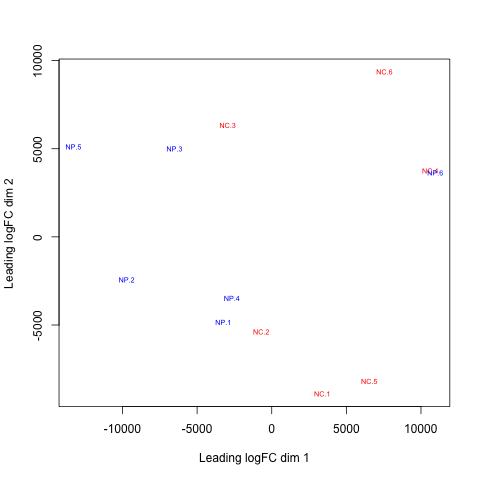 10000
NC.6
NC.3
5000
NP.5
NP.3
NC.4
NP.6
0
NP.2
NP.4
NP.1
NC.2
-5000
NC.5
NC.1
-10000 -5000 0 5000 10000
Leading logFC dim 1
Leading logFC dim 2